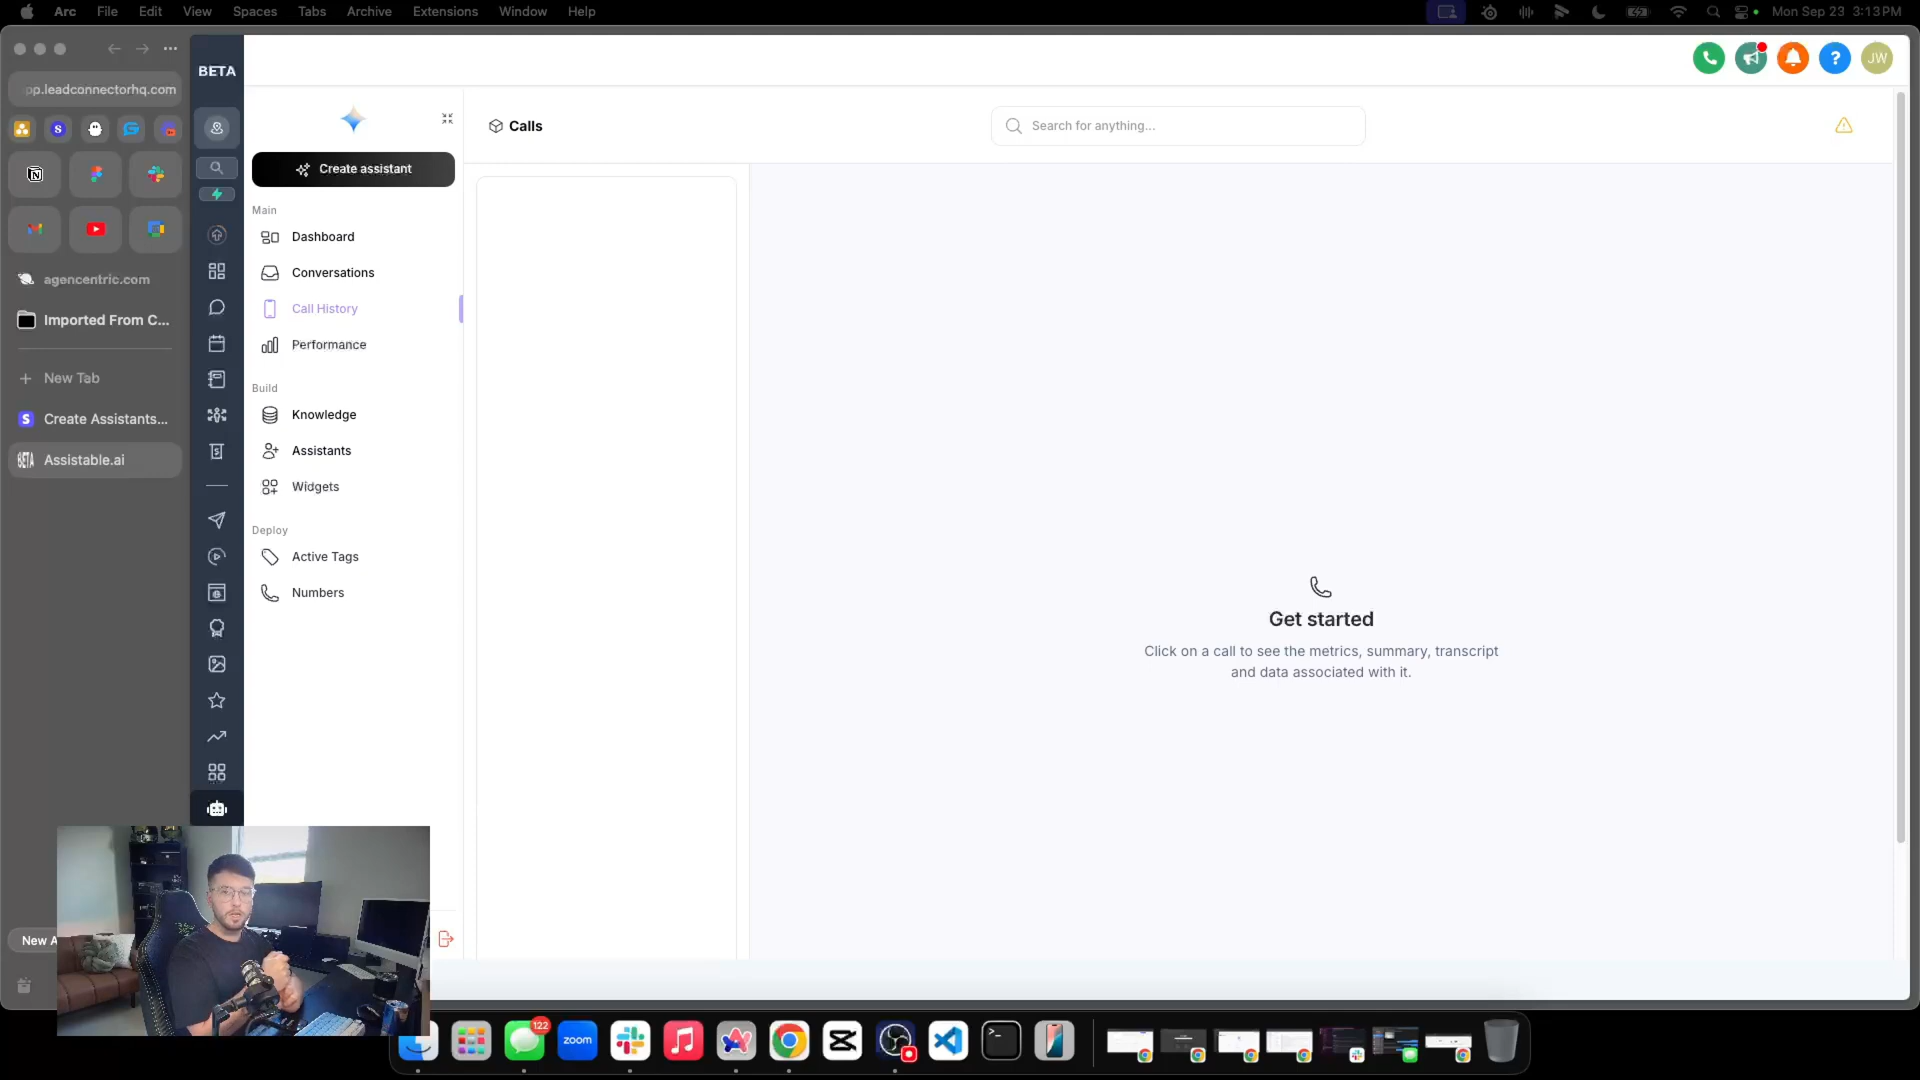 Arc File Edit View Spaces Tabs Archive Extensions Window Help
Mon Sep 23 3:13 PM
pp.leadconnectorhq.com
agencentric.com
Imported From C...
New Tab
Create Assistants...
BETA Assistable.ai
New A
BETA
JW
Create assistant
Main
Dashboard
Conversations
Call History
Performance
Build
Knowledge
Assistants
Widgets
Deploy
Active Tags
Numbers
Calls
Search for anything...
Get started
Click on a call to see the metrics, summary, transcript
and data associated with it.
122
zoom